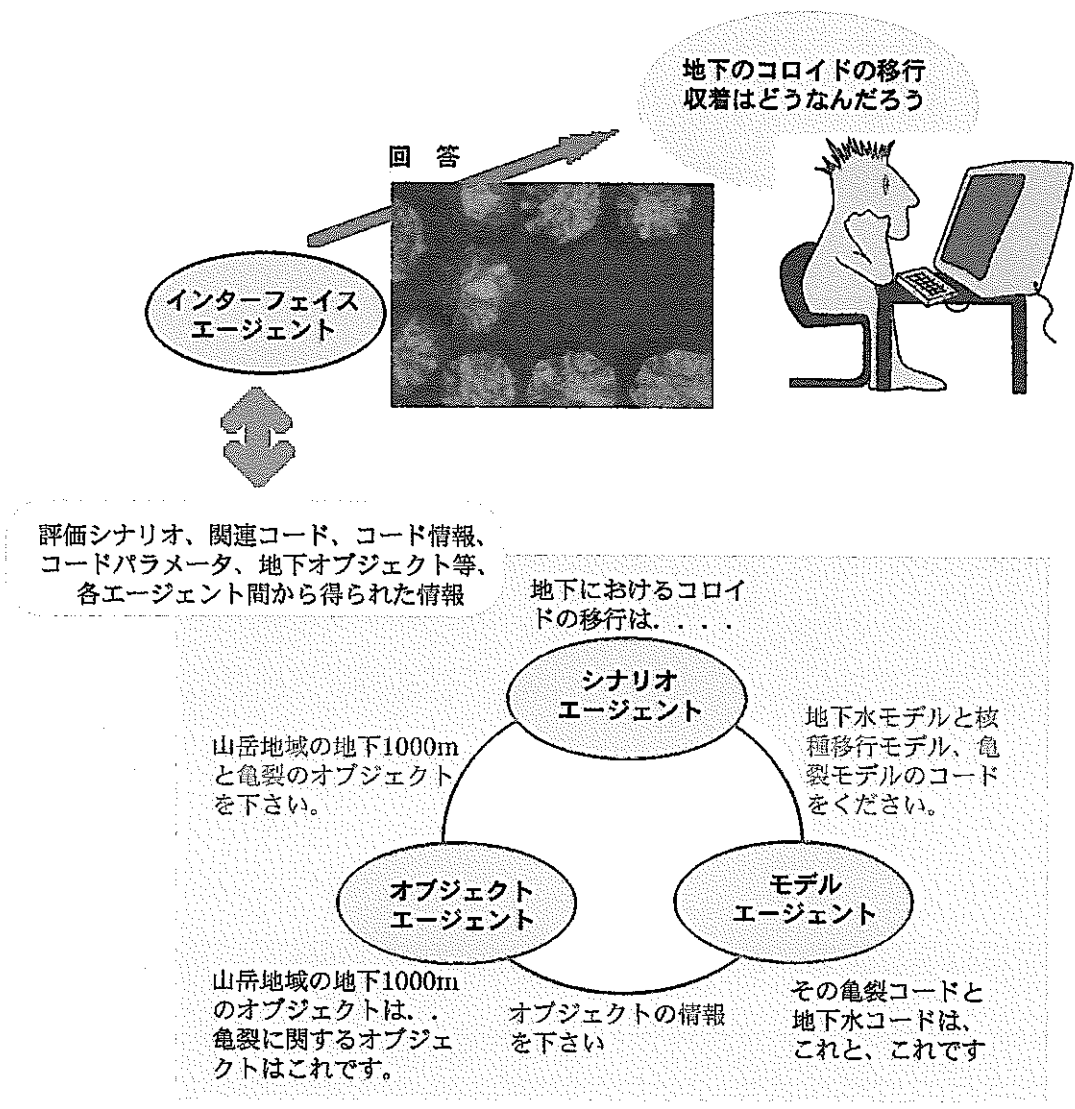 地下のコロイドの移行
収着はどうなんだろう
回 答
インターフェイス
エージェント
評価シナリオ、関連コード、コード情報、
コードパラメータ、地下オブジェクト等、
各エージェント間から得られた情報
地下におけるコロイ
ドの移行は．．．．
シナリオ
エージェント
山岳地域の地下1000m
と亀裂のオブジェクト
を下さい。
地下水モデルと核
種移行モデル、亀
裂モデルのコード
をください。
オブジェクト
エージェント
モデル
エージェント
山岳地域の地下1000m
のオブジェクトは．．
亀裂に関するオブジェ
クトはこれです。
オブジェクトの情報
を下さい
その亀裂コードと
地下水コードは、
これと、これです